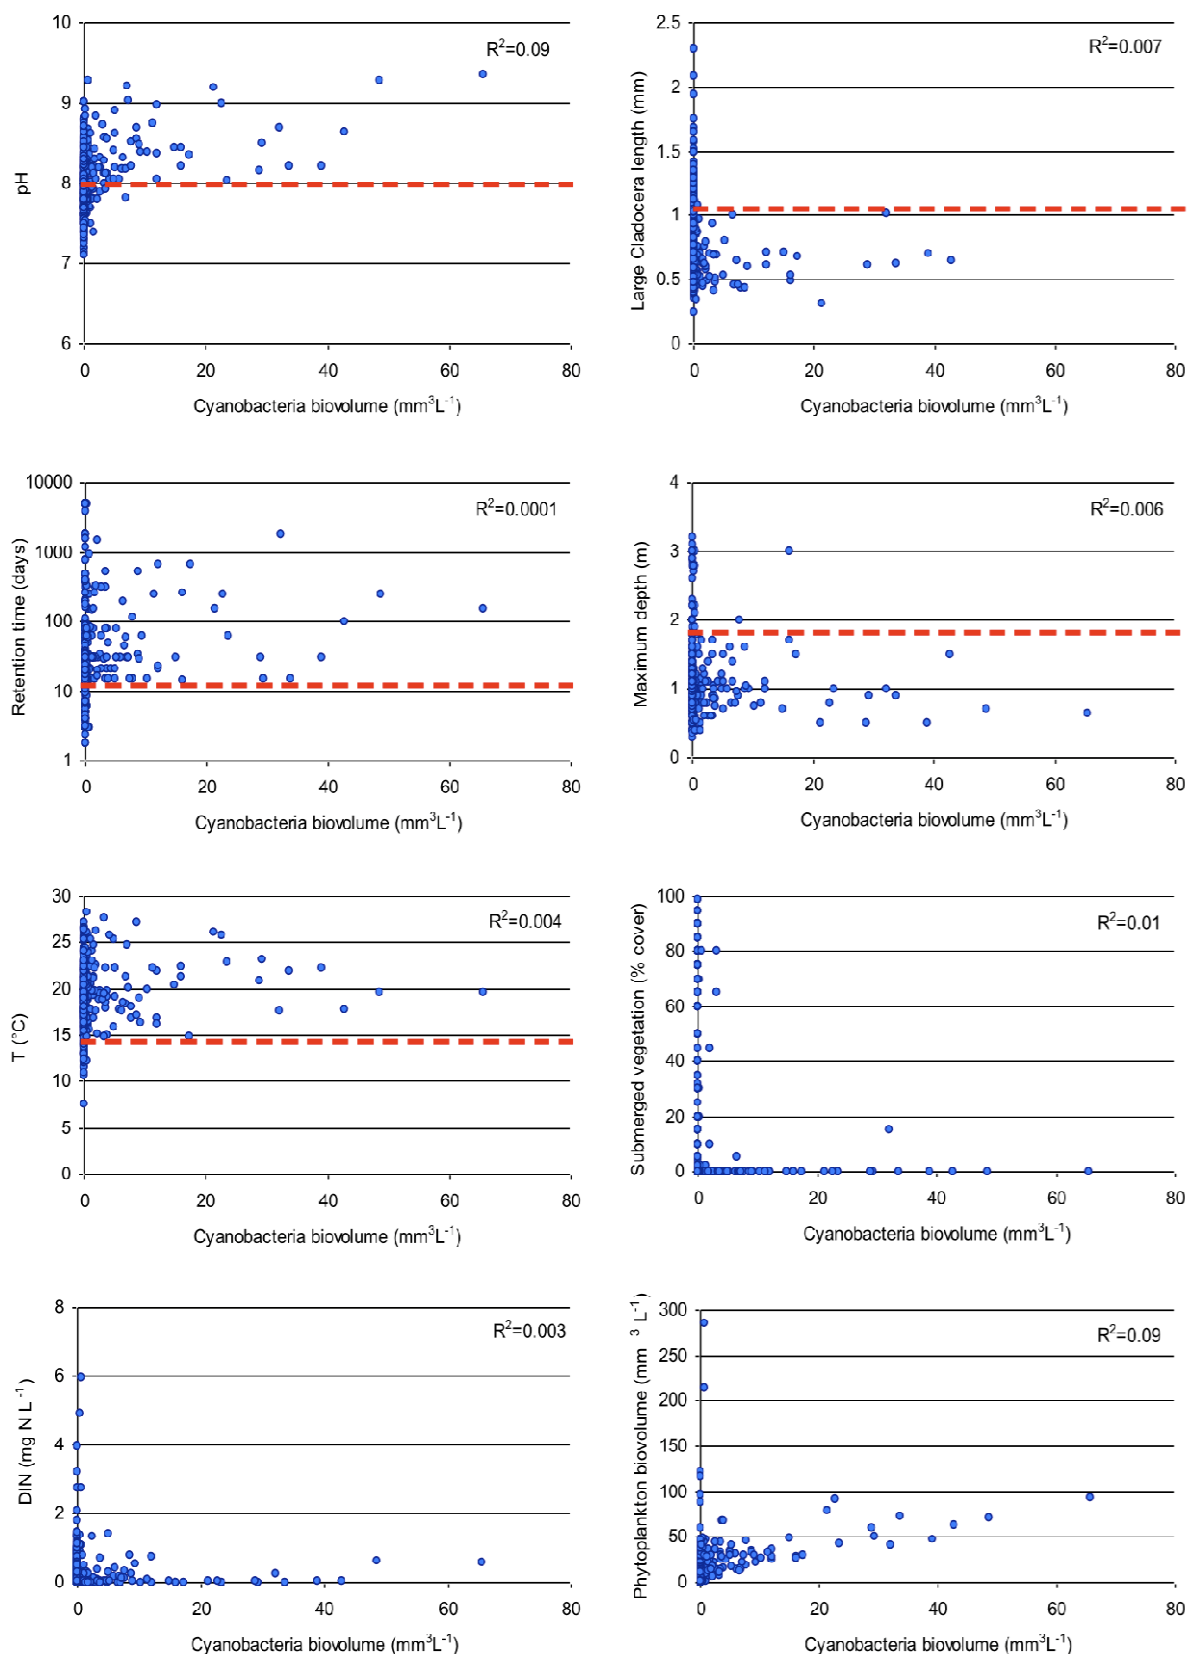 10
9
8
7
6
pH
R²=0.09
0 20 40 60 80
Cyanobacteria biovolume (mm³L⁻¹)
2.5
2
1.5
1
0.5
0
Large Cladocera length (mm)
R²=0.007
0 20 40 60 80
Cyanobacteria biovolume (mm³L⁻¹)
10000
1000
100
10
1
Retention time (days)
R²=0.0001
0 20 40 60 80
Cyanobacteria biovolume (mm³L⁻¹)
4
3
2
1
0
Maximum depth (m)
R²=0.006
0 20 40 60 80
Cyanobacteria biovolume (mm³L⁻¹)
30
25
20
15
10
5
0
T (°C)
R²=0.004
0 20 40 60 80
Cyanobacteria biovolume (mm³L⁻¹)
100
80
60
40
20
0
Submerged vegetation (% cover)
R²=0.01
0 20 40 60 80
Cyanobacteria biovolume (mm³L⁻¹)
8
6
4
2
0
DIN (mg N L⁻¹)
R²=0.003
0 20 40 60 80
Cyanobacteria biovolume (mm³L⁻¹)
300
250
200
150
100
50
0
Phytoplankton biovolume (mm ³ L⁻¹)
R²=0.09
0 20 40 60 80
Cyanobacteria biovolume (mm³L⁻¹)